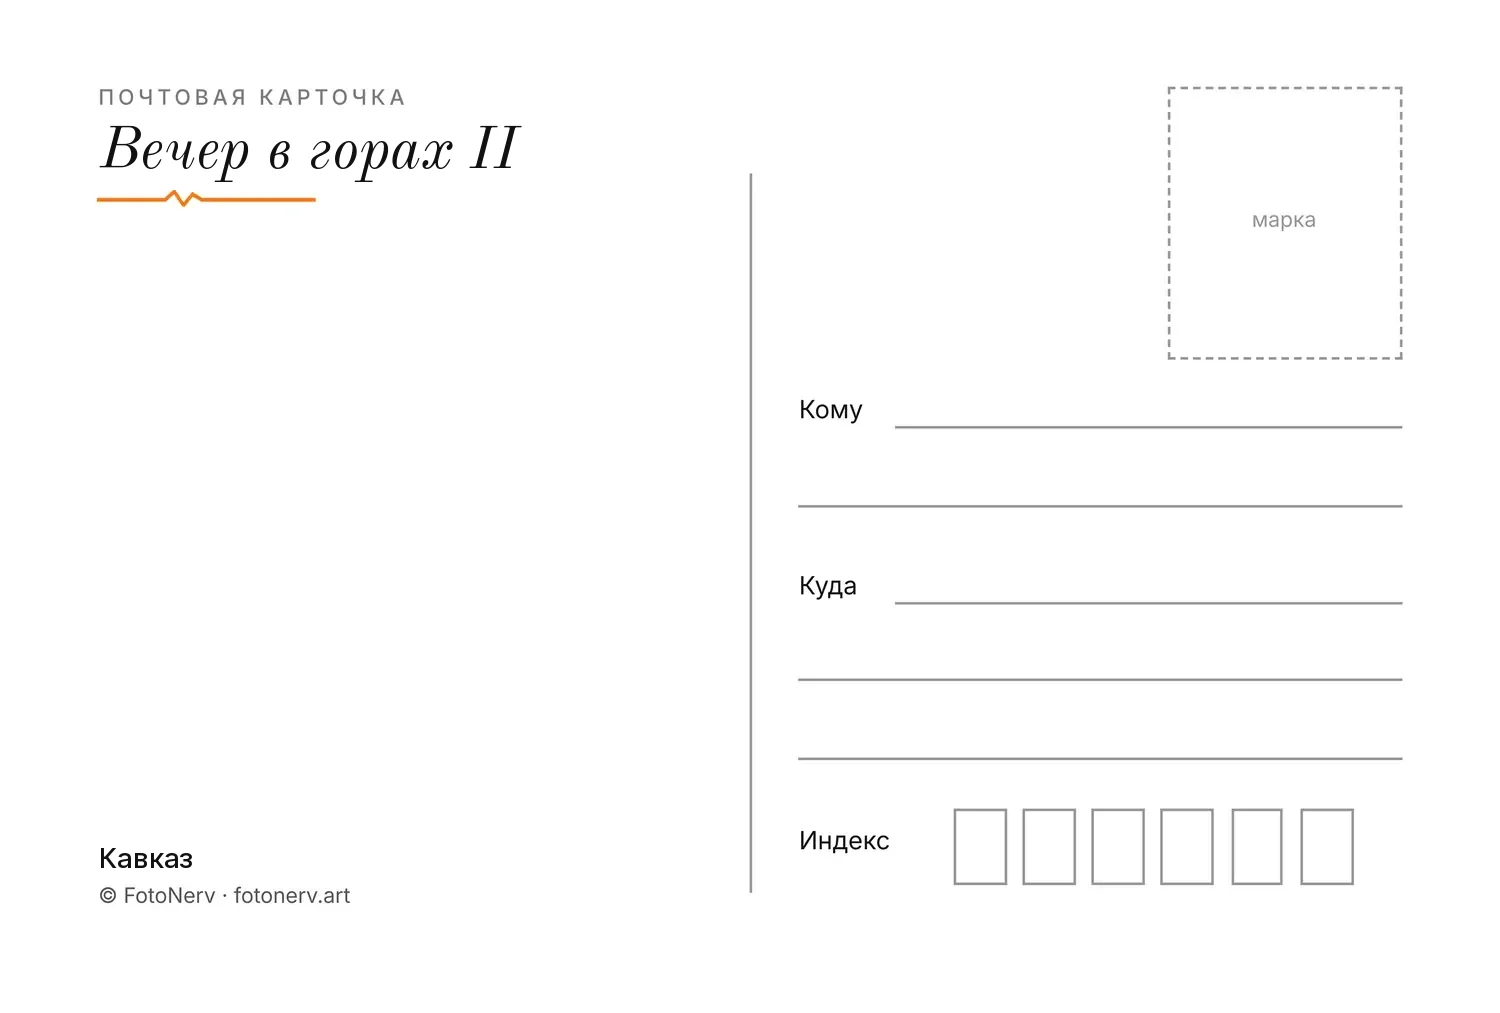 ПОЧТОВАЯ КАРТОЧКА
Вечер в горах II
марка
Кому
Куда
Индекс
Кавказ
© FotoNerv · fotonerv.art